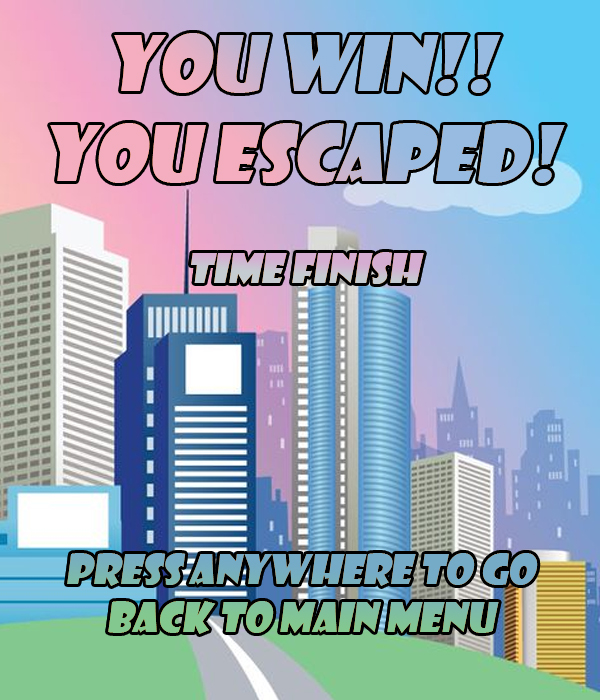 YOU WIN!!
YOU ESCAPED!
TIME FINISH
PRESS ANYWHERE TO GO
BACK TO MAIN MENU